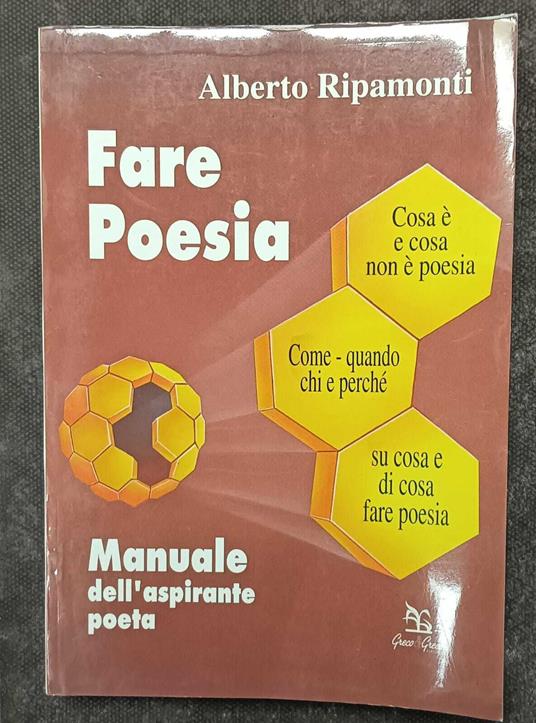 Alberto Ripamonti
Fare
Poesia
Cosa è
e cosa
non è poesia
Come - quando
chi e perché
su cosa e
di cosa
fare poesia
Manuale
dell'aspirante
poeta
Greco